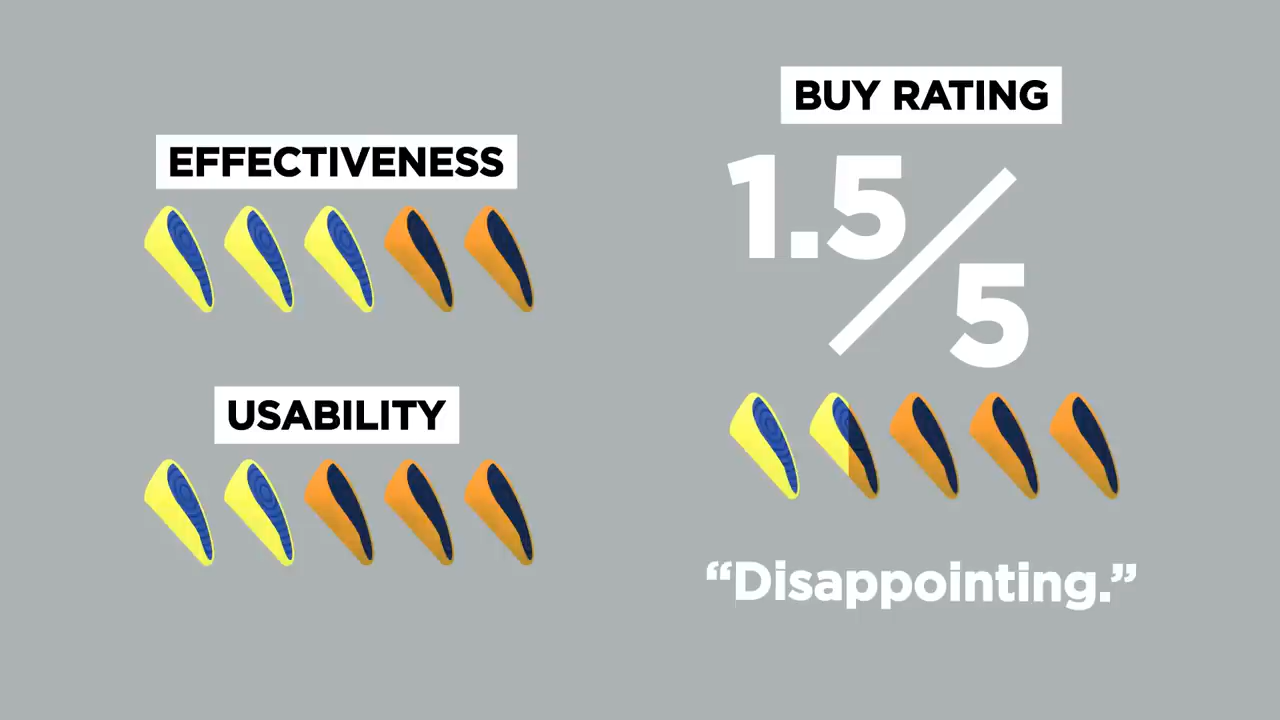 EFFECTIVENESS
USABILITY
BUY RATING
1.5/5
“Disappointing.”